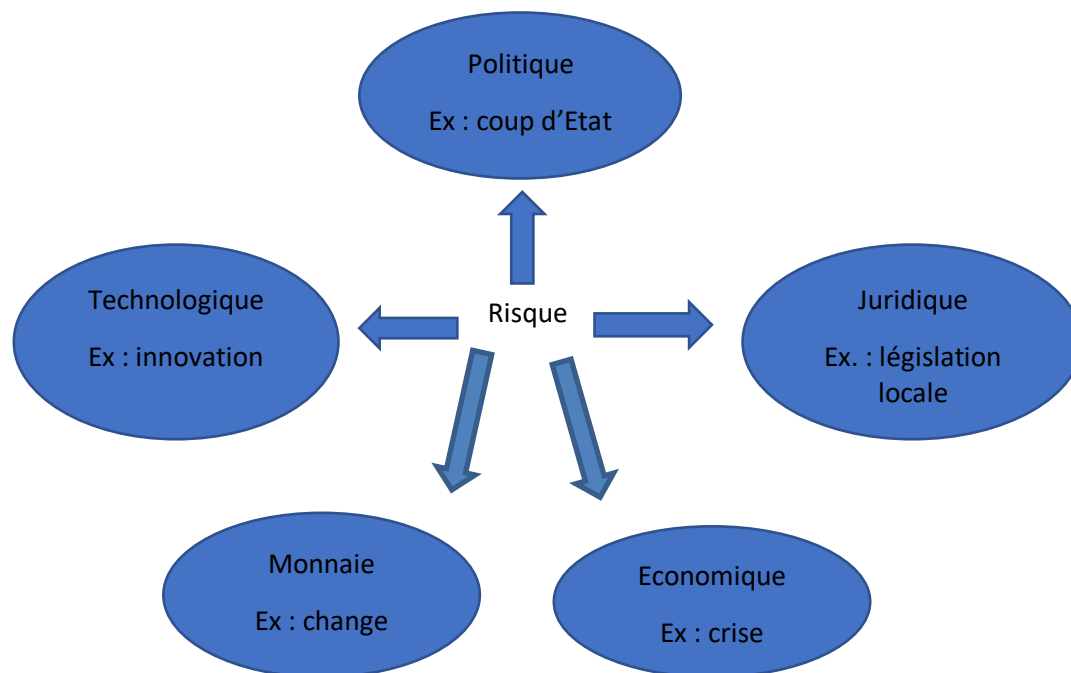 Politique
Ex : coup d’Etat
Technologique
Ex : innovation
Risque
Juridique
Ex. : législation
locale
Monnaie
Ex : change
Economique
Ex : crise